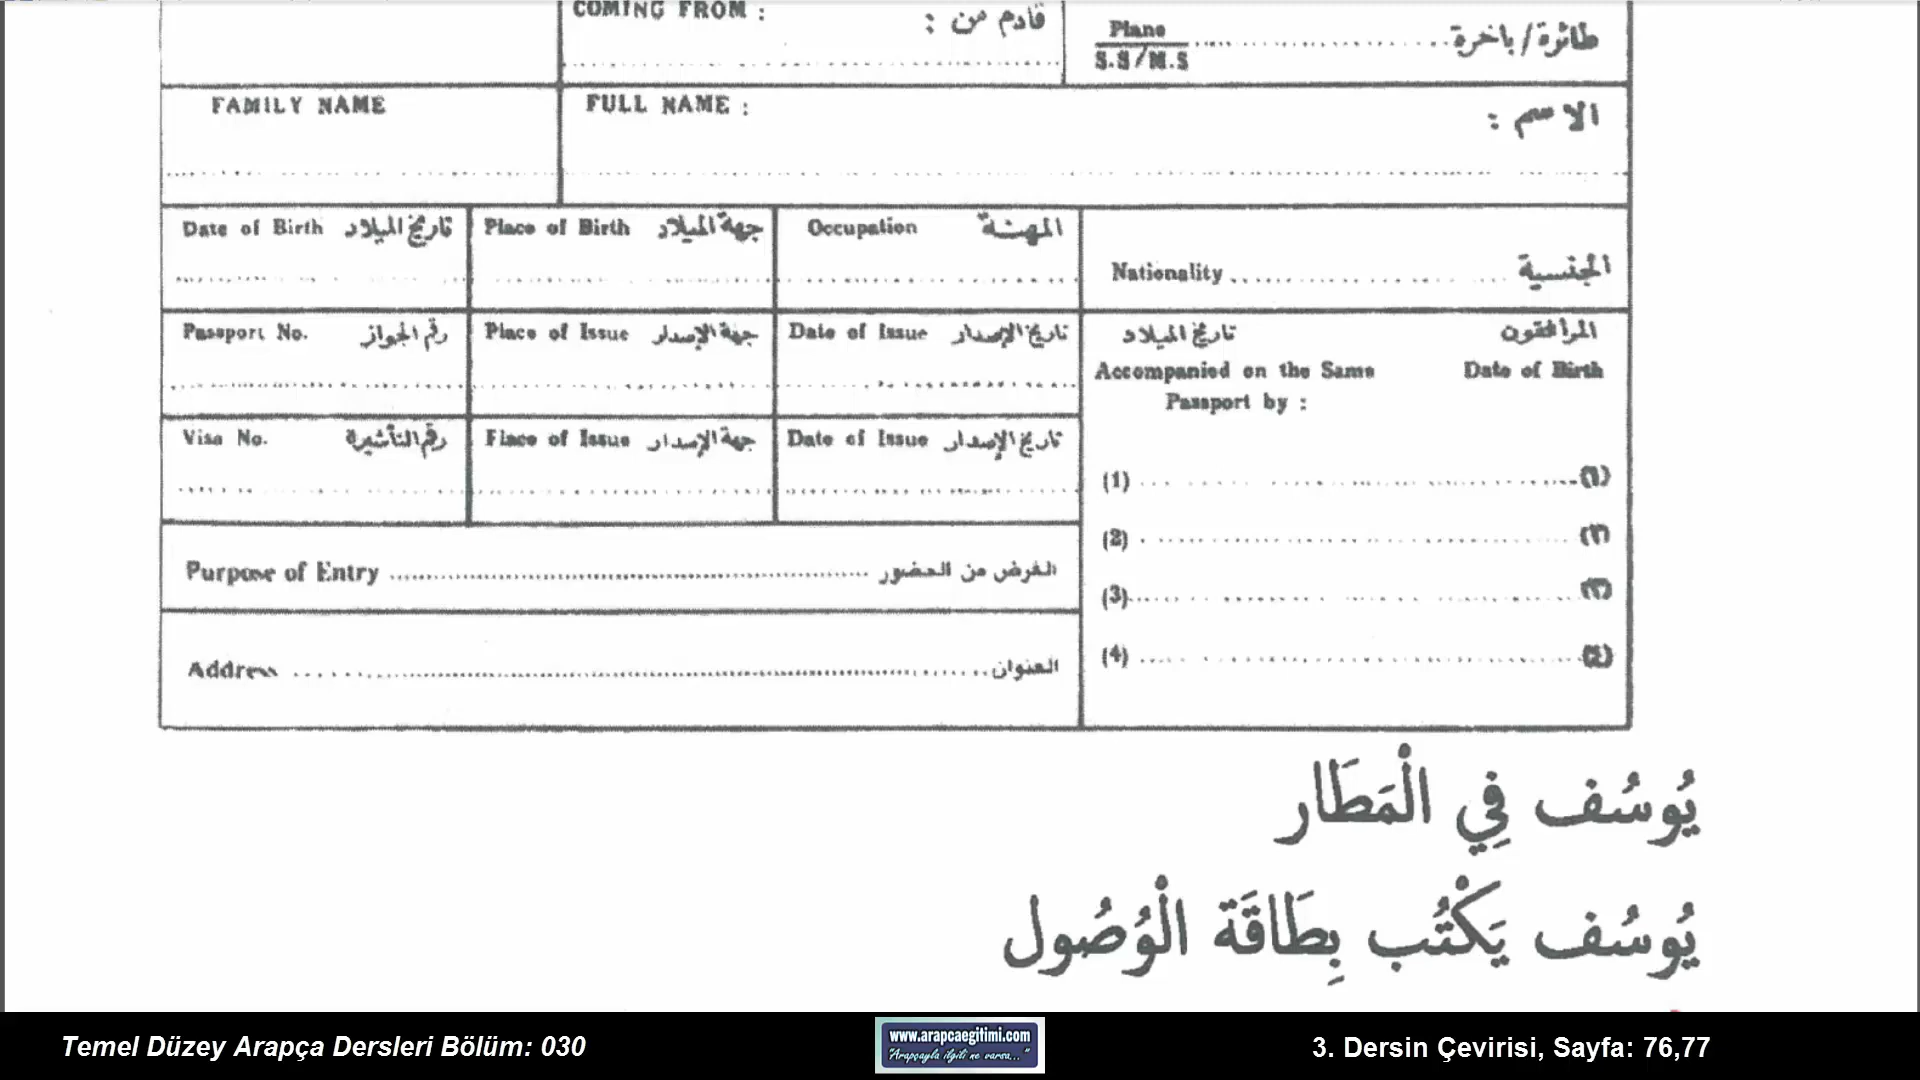 COMING FROM : قادم من :
Plane طائرة/باخرة
S.S/M.S
FAMILY NAME
FULL NAME : الاسم :
Date of Birth تاريخ الميلاد
Place of Birth جهة الميلاد
Occupation المهنة
Nationality الجنسية
Passport No. رقم الجواز
Place of Issue جهة الإصدار
Date of Issue تاريخ الإصدار
تاريخ الميلاد المرافقون
Accompanied on the Same Date of Birth
Passport by :
Visa No. رقم التأشيرة
Place of Issue جهة الإصدار
Date of Issue تاريخ الإصدار
(1) (١)
(2) (٢)
(3) (٣)
(4) (٤)
Purpose of Entry الغرض من الحضور
Address العنوان
يُوسُف فِي الْمَطَار
يُوسُف يَكْتُب بِطَاقَة الْوُصُول
Temel Düzey Arapça Dersleri Bölüm: 030
www.arapcaegitimi.com
"Arapçayla ilgili ne varsa..."
3. Dersin Çevirisi, Sayfa: 76,77